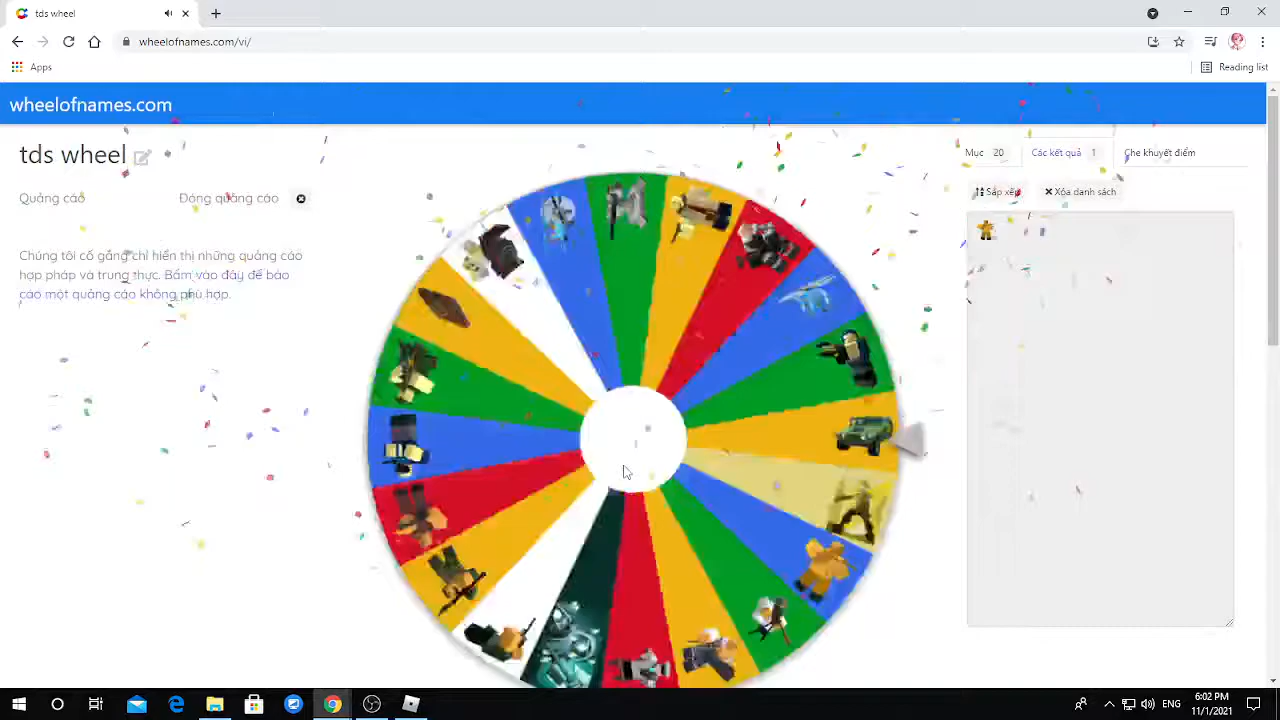 tds wheel
wheelofnames.com/vi/
Apps
Reading list
wheelofnames.com
tds wheel
Mục 20
Các kết quả 1
Ghe khuyết điểm
Quảng cáo
Đóng quảng cáo
Sắp xếp
Xóa danh sách
Chúng tôi cố gắng chỉ hiển thị những quảng cáo
hợp pháp và trung thực. Bấm vào đây để báo
cáo một quảng cáo không phù hợp.
ENG
6:02 PM
11/1/2021